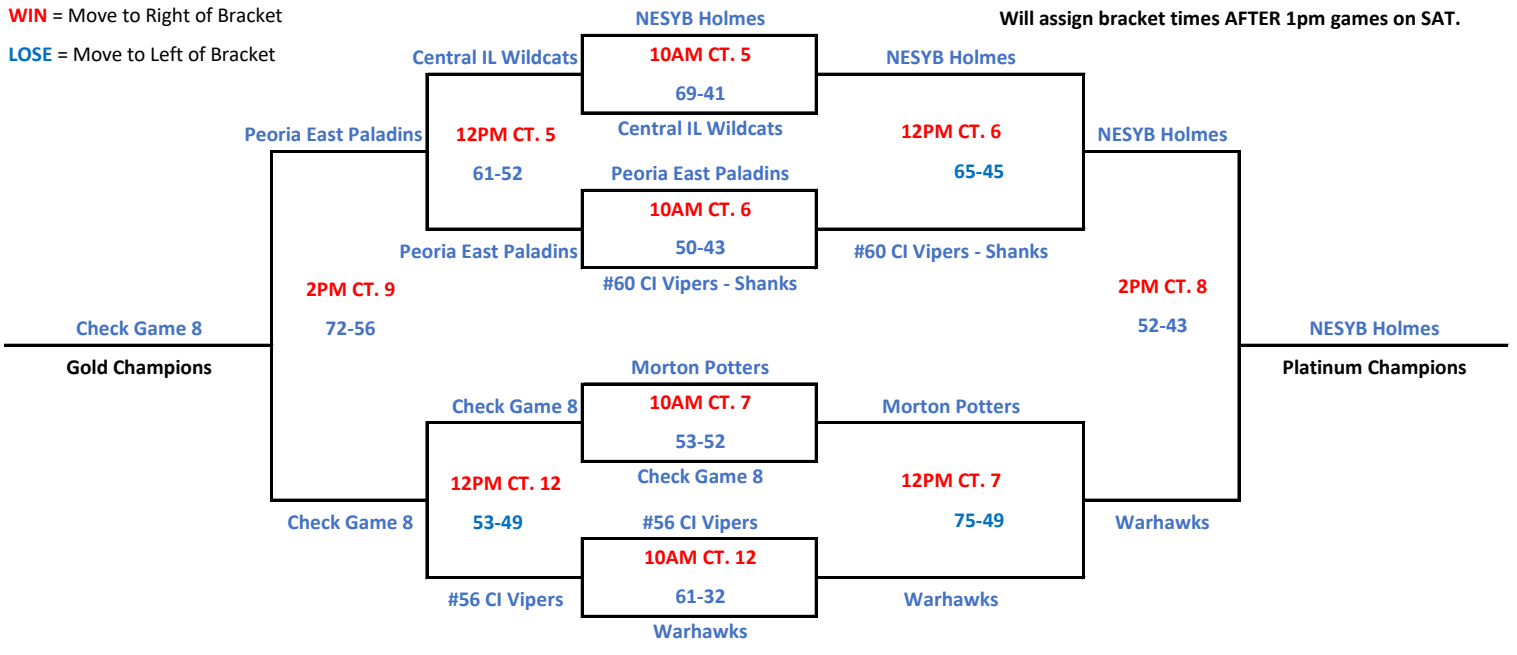 WIN = Move to Right of Bracket
NESYB Holmes
Will assign bracket times AFTER 1pm games on SAT.
LOSE = Move to Left of Bracket
Central IL Wildcats
10AM CT. 5
NESYB Holmes
69-41
Peoria East Paladins
12PM CT. 5
Central IL Wildcats
12PM CT. 6
NESYB Holmes
61-52
Peoria East Paladins
65-45
10AM CT. 6
Peoria East Paladins
50-43
#60 CI Vipers - Shanks
2PM CT. 9
#60 CI Vipers - Shanks
2PM CT. 8
Check Game 8
72-56
52-43
NESYB Holmes
Gold Champions
Morton Potters
Platinum Champions
Check Game 8
10AM CT. 7
Morton Potters
53-52
12PM CT. 12
Check Game 8
12PM CT. 7
Check Game 8
53-49
#56 CI Vipers
75-49
Warhawks
10AM CT. 12
#56 CI Vipers
61-32
Warhawks
Warhawks